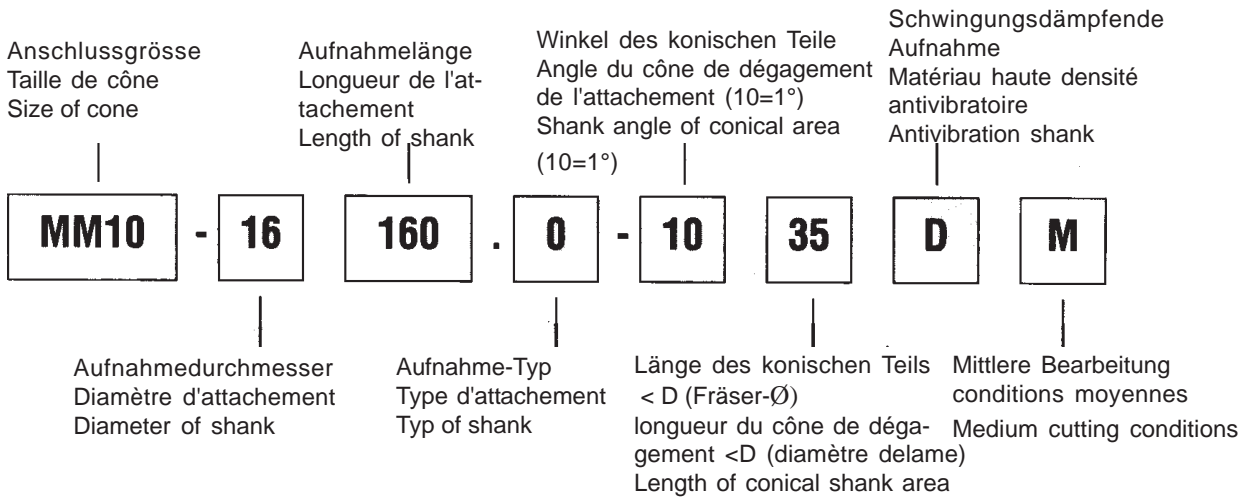 Anschlussgrösse
Taille de cône
Size of cone
Aufnahmelänge
Longueur de l'at-
tachement
Length of shank
Winkel des konischen Teile
Angle du cône de dégagement
de l'attachement (10=1°)
Shank angle of conical area
(10=1°)
Schwingungsdämpfende
Aufnahme
Matériau haute densité
antivibratoire
Antivibration shank
MM10 - 16 160 . 0 - 10 35 D M
Aufnahmedurchmesser
Diamètre d'attachement
Diameter of shank
Aufnahme-Typ
Type d'attachement
Typ of shank
Länge des konischen Teils
< D (Fräser-Ø)
longueur du cône de déga-
gement <D (diamètre delame)
Length of conical shank area
Mittlere Bearbeitung
conditions moyennes
Medium cutting conditions